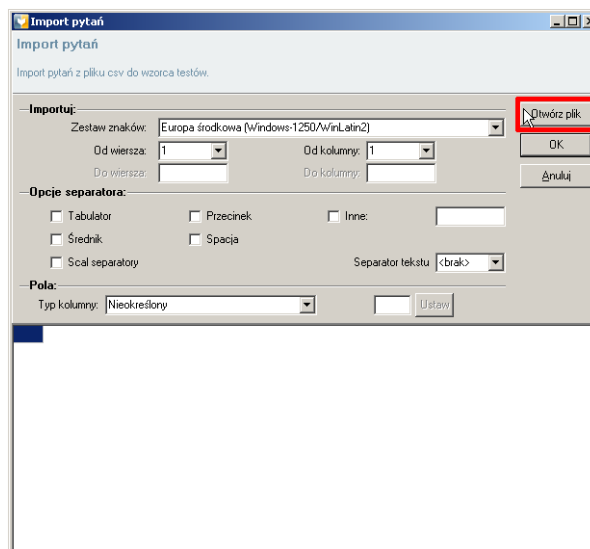 Import pytań
Import pytań
Import pytań z pliku csv do wzorca testów.
Importuj:
Otwórz plik
Zestaw znaków: Europa środkowa (Windows-1250/WinLatin2)
OK
Od wiersza: 1 Od kolumny: 1
Do wiersza: Do kolumny:
Anuluj
Opcje separatora:
Tabulator Przecinek Inne:
Średnik Spacja
Scal separatory Separator tekstu <brak>
Pola:
Typ kolumny: Nieokreślony Ustaw